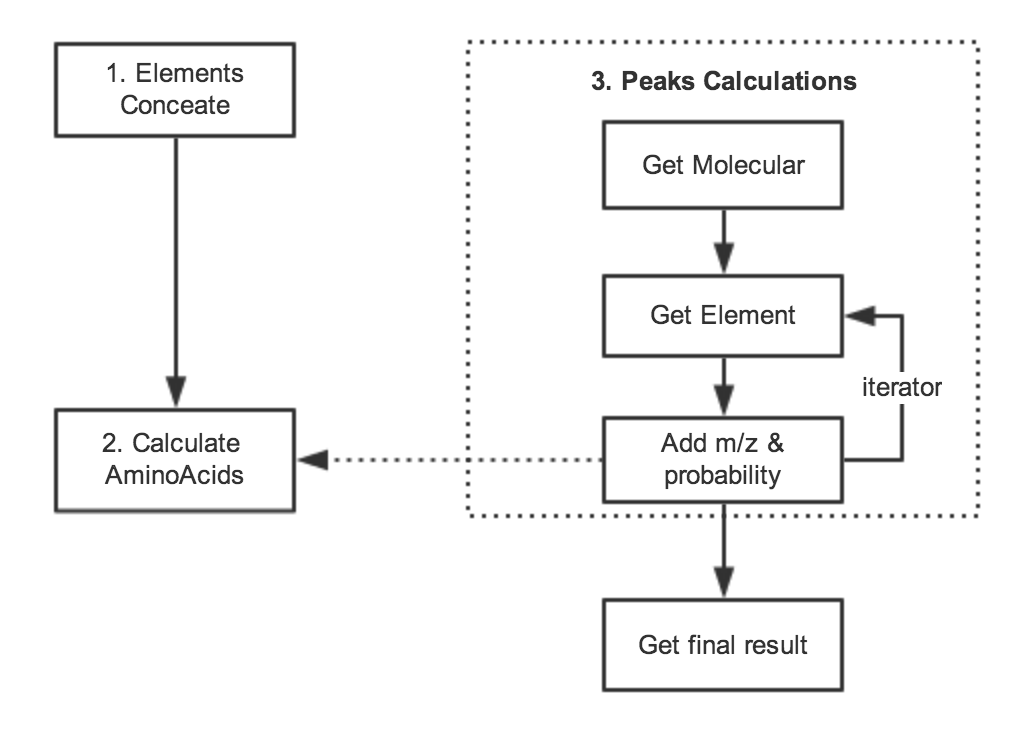 1. Elements
Conceate
2. Calculate
AminoAcids
3. Peaks Calculations
Get Molecular
Get Element
iterator
Add m/z &
probability
Get final result